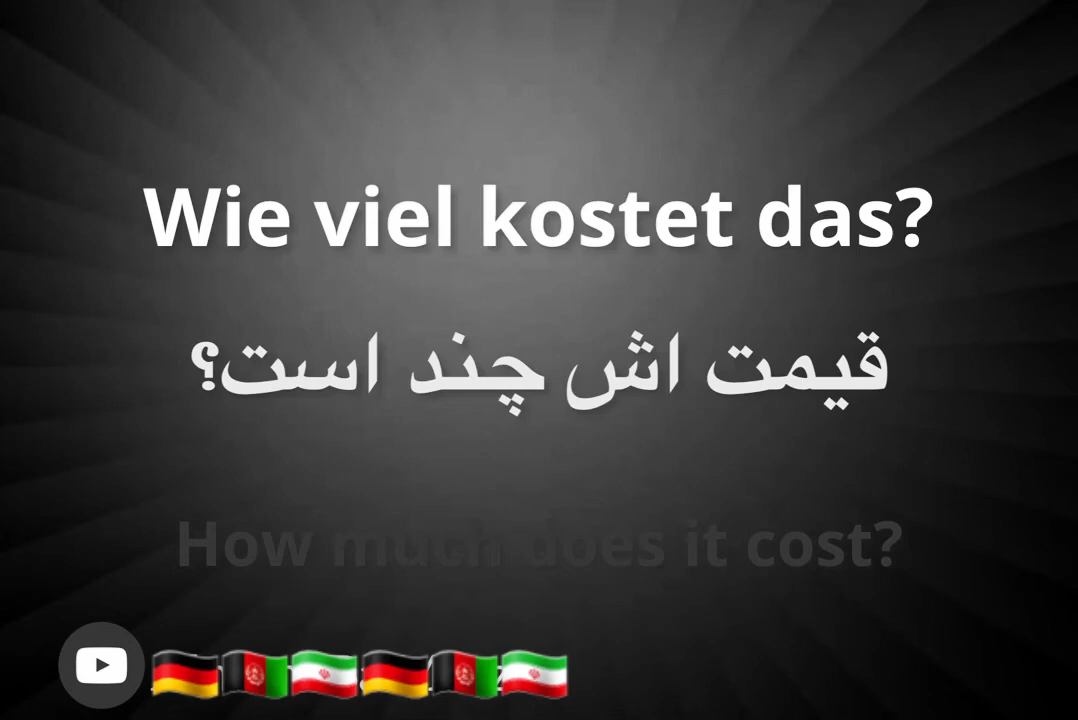 Wie viel kostet das?
قیمت اش چند است؟
How much does it cost?